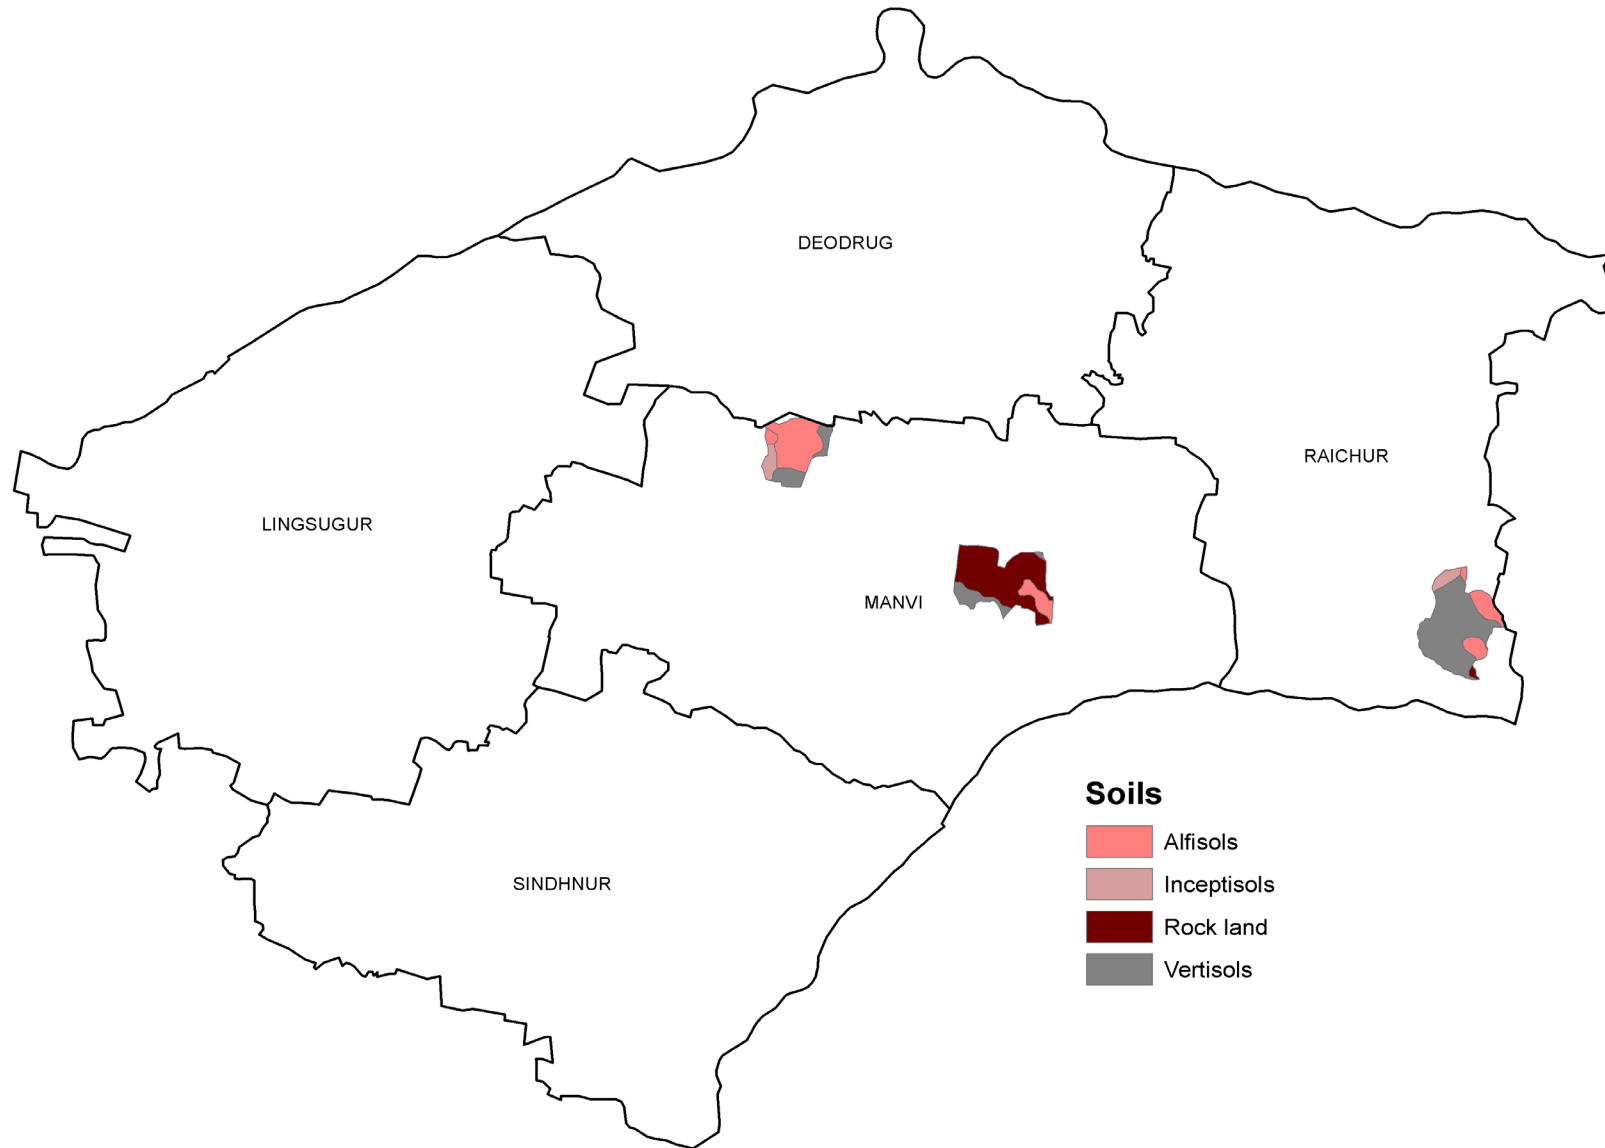 DEODRUG
RAICHUR
LINGSUGUR
MANVI
SINDHNUR
Soils
Alfisols
Inceptisols
Rock land
Vertisols